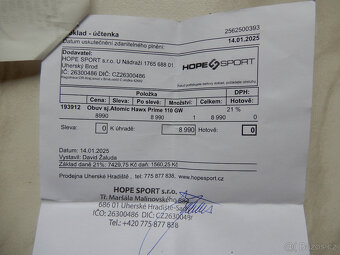 Doklad - účtenka 2562500393
Datum uskutečnění zdanitelného plnění: 14.01.2025
Dodavatel:
HOPE SPORT s.r.o. U Nádraží 1765 688 01
Uherský Brod
IČ: 26300486 DIČ: CZ26300486
HOPE SPORT
Položka DPH:
Cena: Sleva: Po slevě: Množství: Celkem: Hotově:
193912 Obuv sj.Atomic Hawx Prime 110 GW 21 %
8990 8 990 1 8 990
Sleva: 0 K úhradě: 8 990 Hotově: 0
Datum: 14.01.2025
Vystavil: David Žaluda
Základ daně 21%: 7429,75 Kč daň: 1560,25 Kč
Prodejna Uherské Hradiště , tel.: 775 877 838, www.hopesport.cz
HOPE SPORT s.r.o.
Tř. Maršála Malinovského
686 01 Uherské Hradiště
IČO: 26300486 DIČ: CZ26300486
Tel.: +420 775 877 838